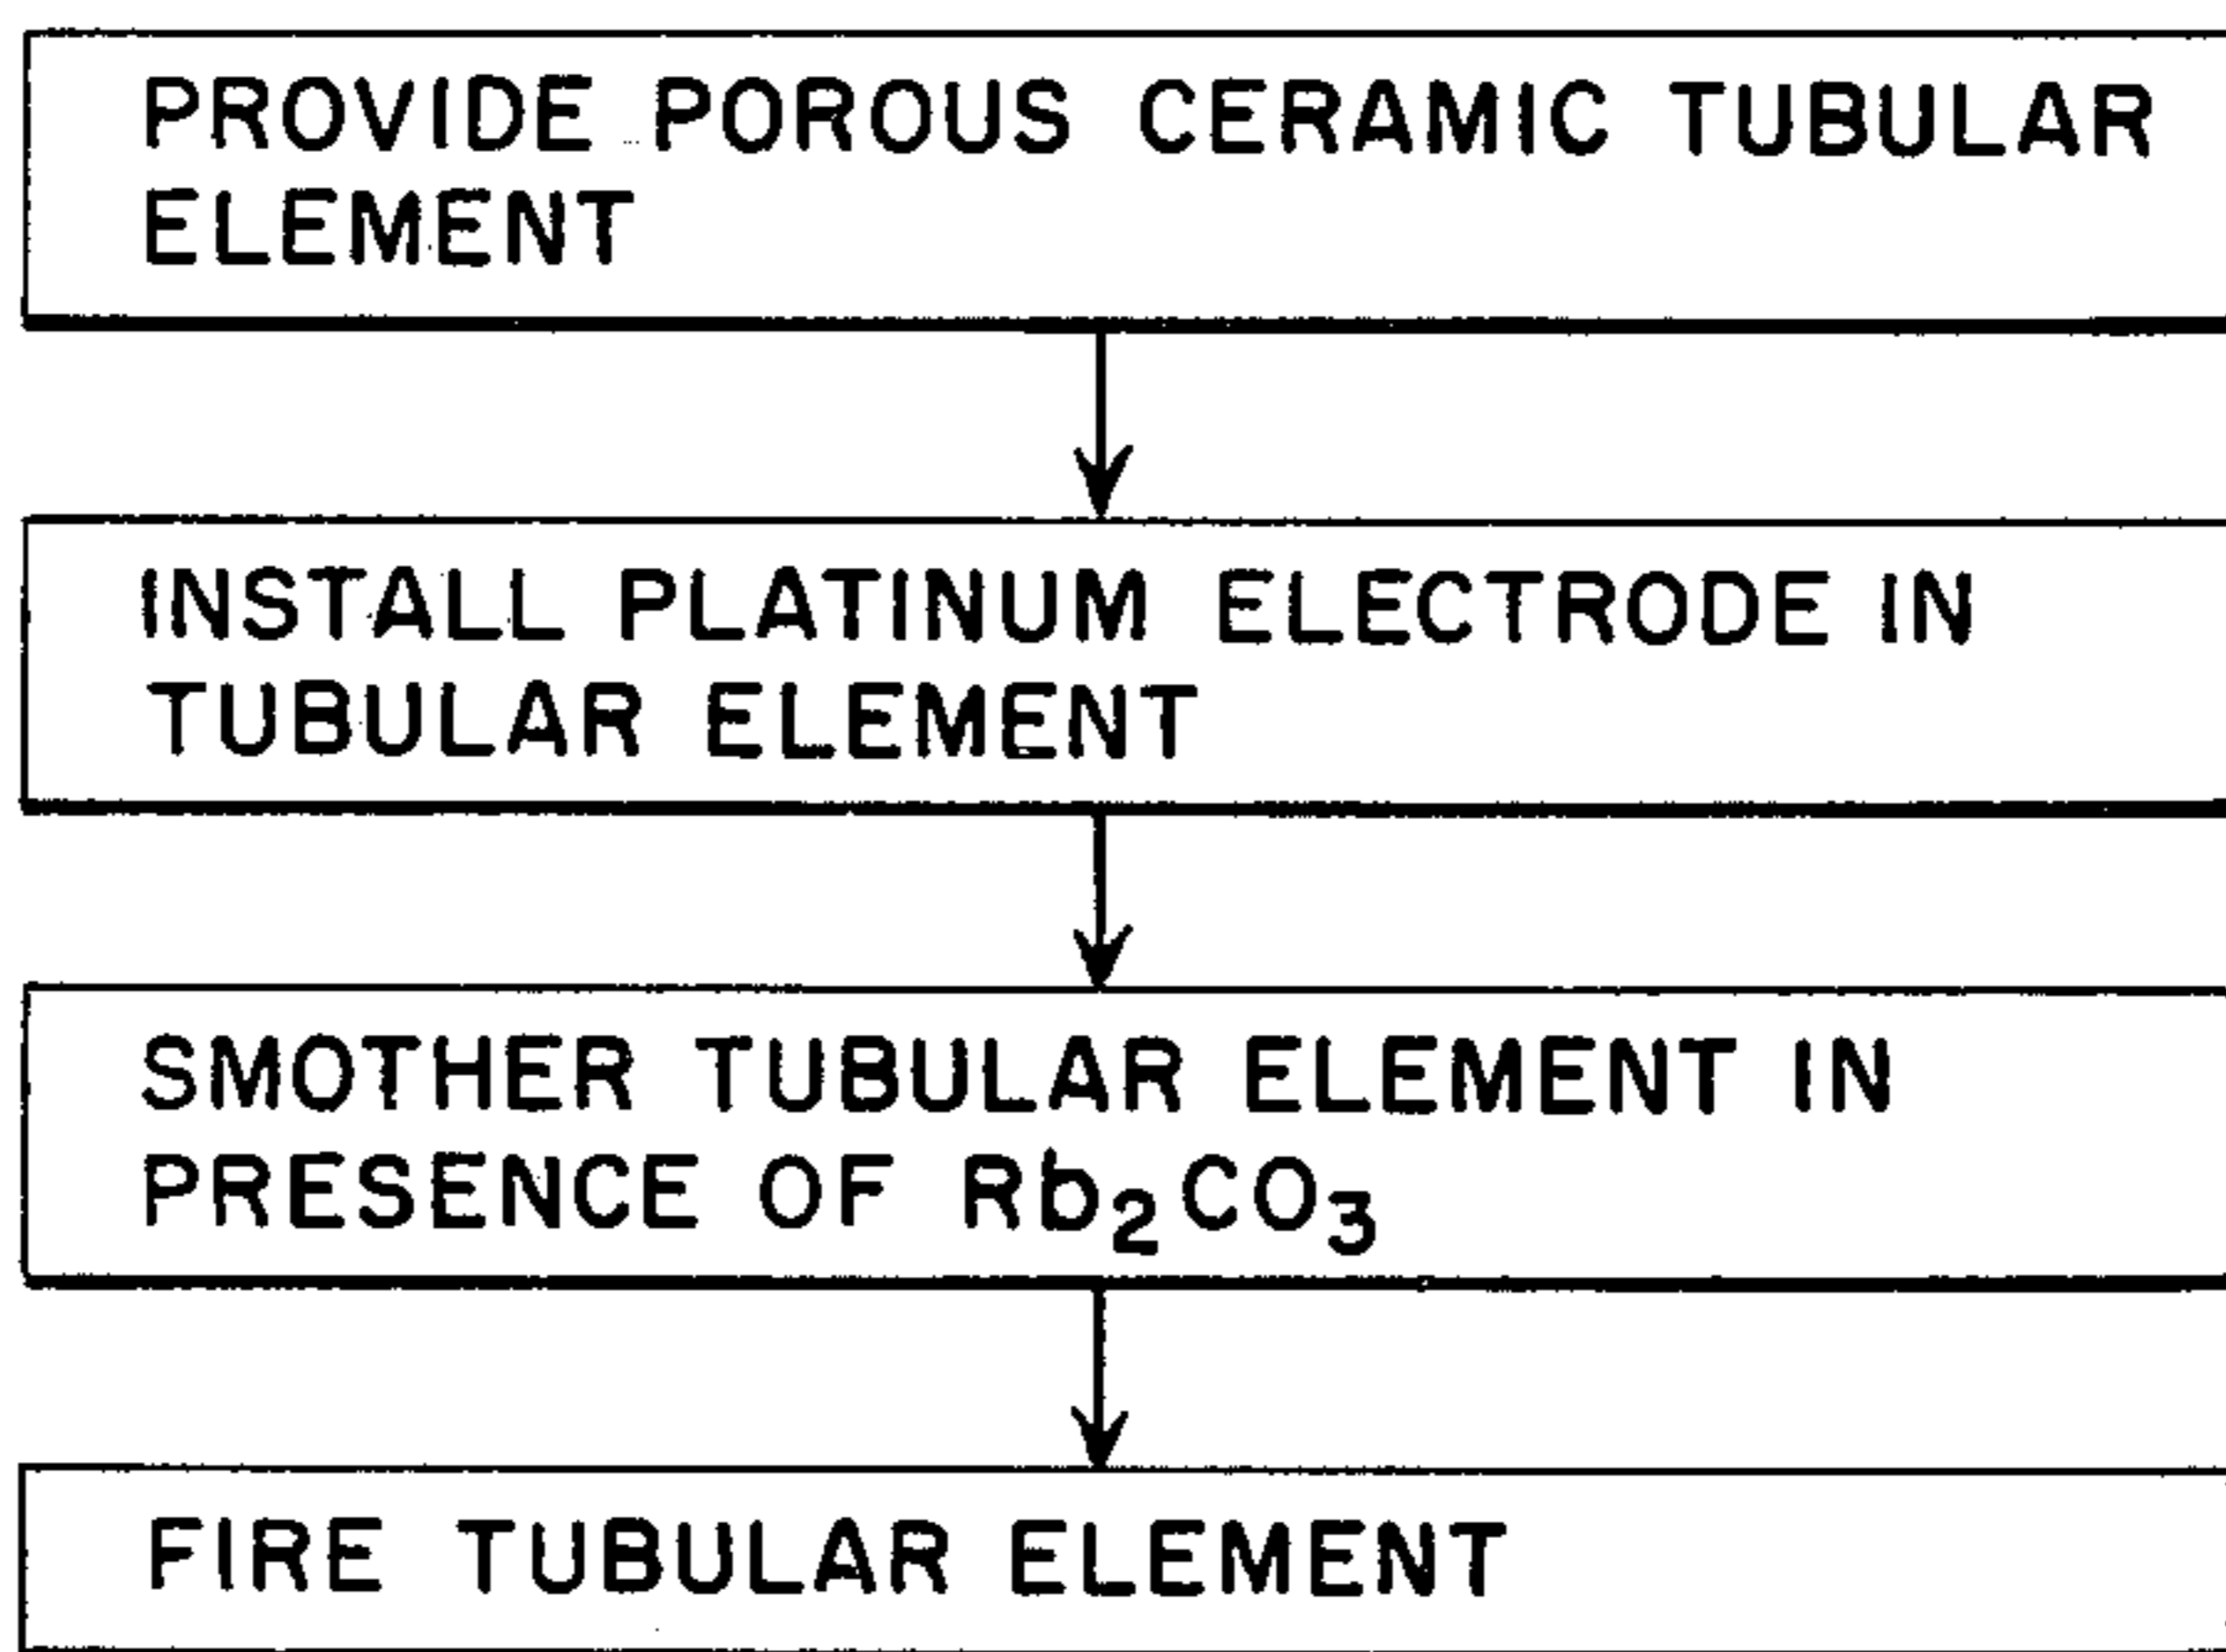 PROVIDE POROUS CERAMIC TUBULAR
ELEMENT
INSTALL PLATINUM ELECTRODE IN
TUBULAR ELEMENT
SMOTHER TUBULAR ELEMENT IN
PRESENCE OF Rb₂CO₃
FIRE TUBULAR ELEMENT